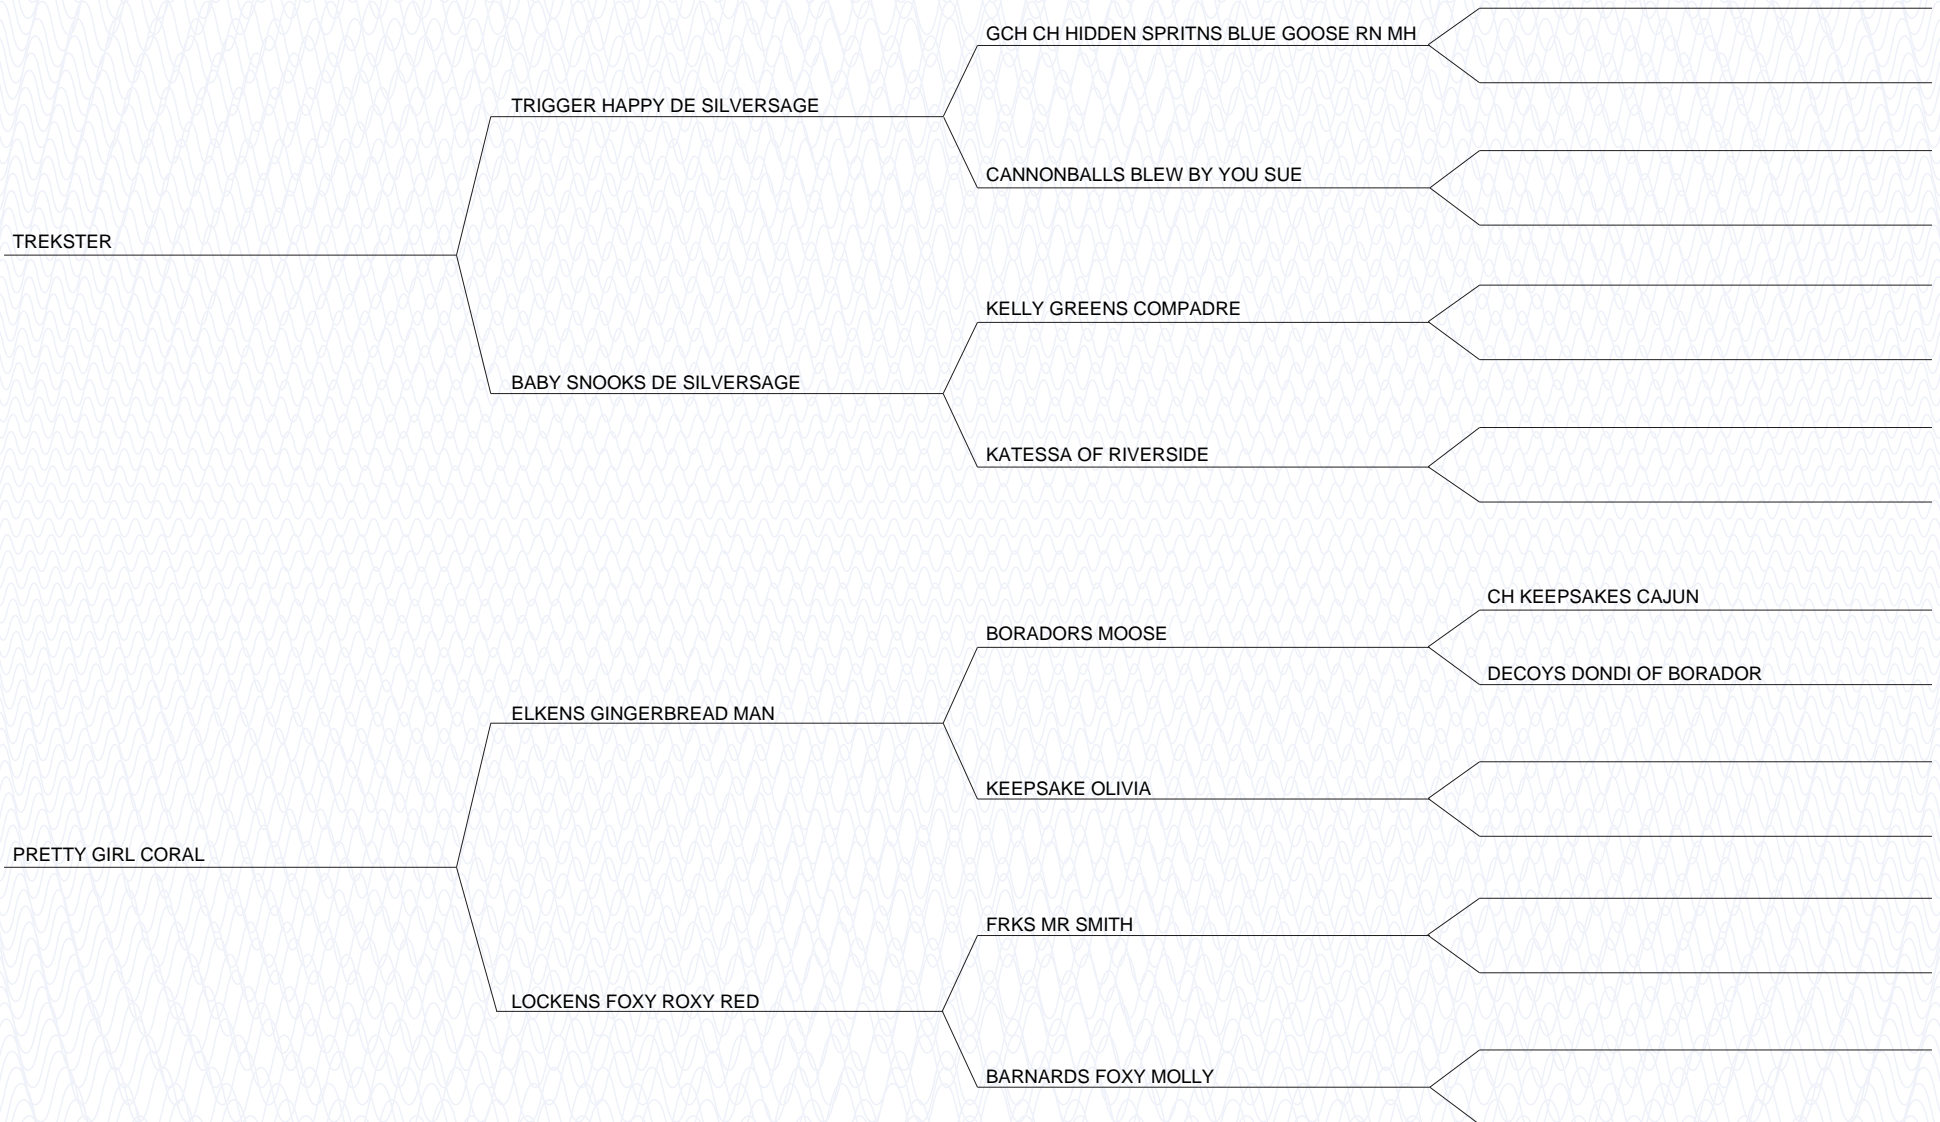 GCH CH HIDDEN SPRITNS BLUE GOOSE RN MH
TRIGGER HAPPY DE SILVERSAGE
CANNONBALLS BLEW BY YOU SUE
TREKSTER
KELLY GREENS COMPADRE
BABY SNOOKS DE SILVERSAGE
KATESSA OF RIVERSIDE
CH KEEPSAKES CAJUN
BORADORS MOOSE
DECOYS DONDI OF BORADOR
ELKENS GINGERBREAD MAN
KEEPSAKE OLIVIA
PRETTY GIRL CORAL
FRKS MR SMITH
LOCKENS FOXY ROXY RED
BARNARDS FOXY MOLLY